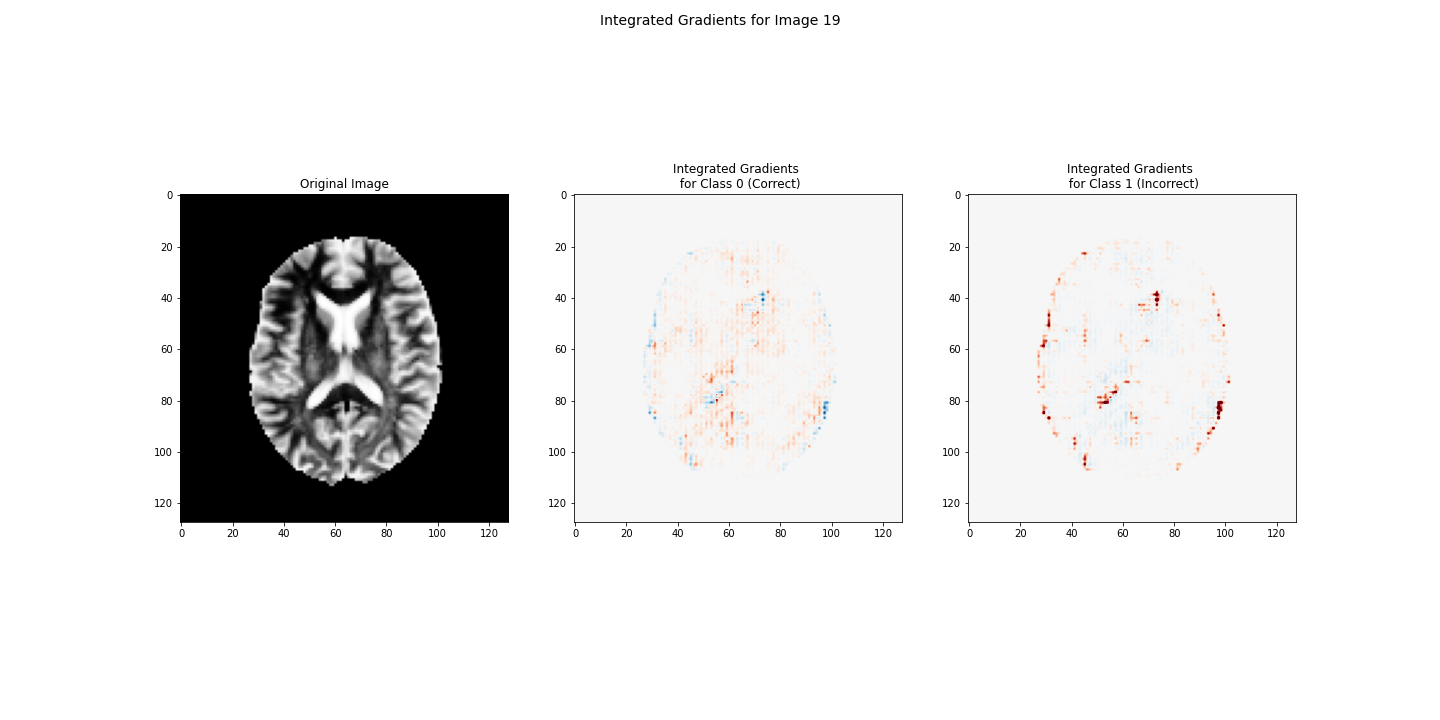 Integrated Gradients for Image 19
Original Image
0
20
40
60
80
100
120
0 20 40 60 80 100 120
Integrated Gradients
for Class 0 (Correct)
0
20
40
60
80
100
120
0 20 40 60 80 100 120
Integrated Gradients
for Class 1 (Incorrect)
0
20
40
60
80
100
120
0 20 40 60 80 100 120